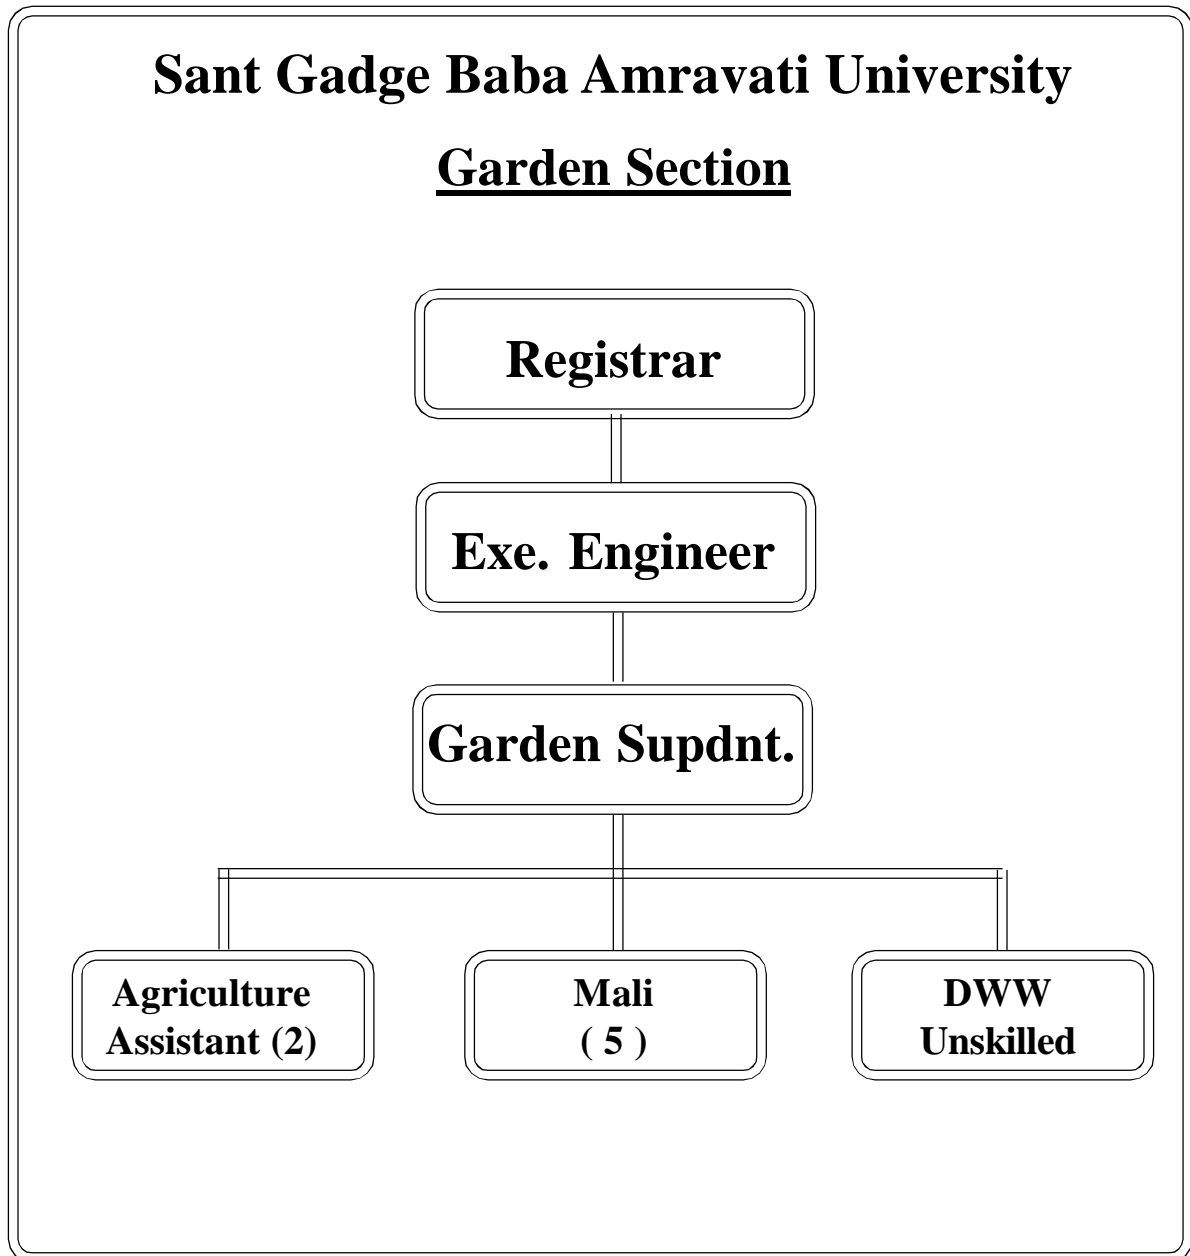 Sant Gadge Baba Amravati University
Garden Section
Registrar
Exe. Engineer
Garden Supdnt.
Agriculture
Assistant (2)
Mali
( 5 )
DWW
Unskilled